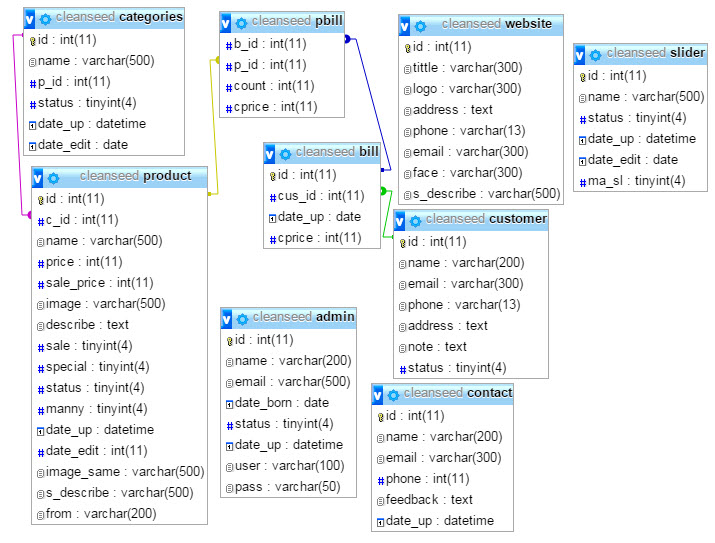 cleanseed categories
id : int(11)
name : varchar(500)
p_id : int(11)
status : tinyint(4)
date_up : datetime
date_edit : date
cleanseed pbill
b_id : int(11)
p_id : int(11)
count : int(11)
cprice : int(11)
cleanseed website
id : int(11)
tittle : varchar(300)
logo : varchar(300)
address : text
phone : varchar(13)
email : varchar(300)
face : varchar(300)
s_describe : varchar(500)
cleanseed slider
id : int(11)
name : varchar(500)
status : tinyint(4)
date_up : datetime
date_edit : date
ma_sl : tinyint(4)
cleanseed product
id : int(11)
c_id : int(11)
name : varchar(500)
price : int(11)
sale_price : int(11)
image : varchar(500)
describe : text
sale : tinyint(4)
special : tinyint(4)
status : tinyint(4)
manny : tinyint(4)
date_up : datetime
date_edit : int(11)
image_same : varchar(500)
s_describe : varchar(500)
from : varchar(200)
cleanseed bill
id : int(11)
cus_id : int(11)
date_up : date
cprice : int(11)
cleanseed customer
id : int(11)
name : varchar(200)
email : varchar(300)
phone : varchar(13)
address : text
note : text
status : tinyint(4)
cleanseed admin
id : int(11)
name : varchar(200)
email : varchar(500)
date_born : date
status : tinyint(4)
date_up : datetime
user : varchar(100)
pass : varchar(50)
cleanseed contact
id : int(11)
name : varchar(200)
email : varchar(300)
phone : int(11)
feedback : text
date_up : datetime